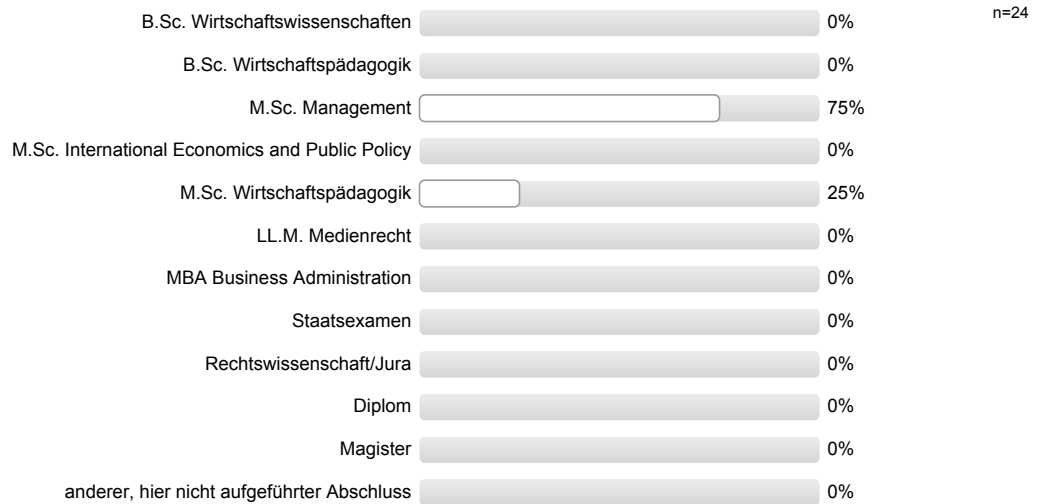 B.Sc. Wirtschaftswissenschaften 0% n=24
B.Sc. Wirtschaftspädagogik 0%
M.Sc. Management 75%
M.Sc. International Economics and Public Policy 0%
M.Sc. Wirtschaftspädagogik 25%
LL.M. Medienrecht 0%
MBA Business Administration 0%
Staatsexamen 0%
Rechtswissenschaft/Jura 0%
Diplom 0%
Magister 0%
anderer, hier nicht aufgeführter Abschluss 0%